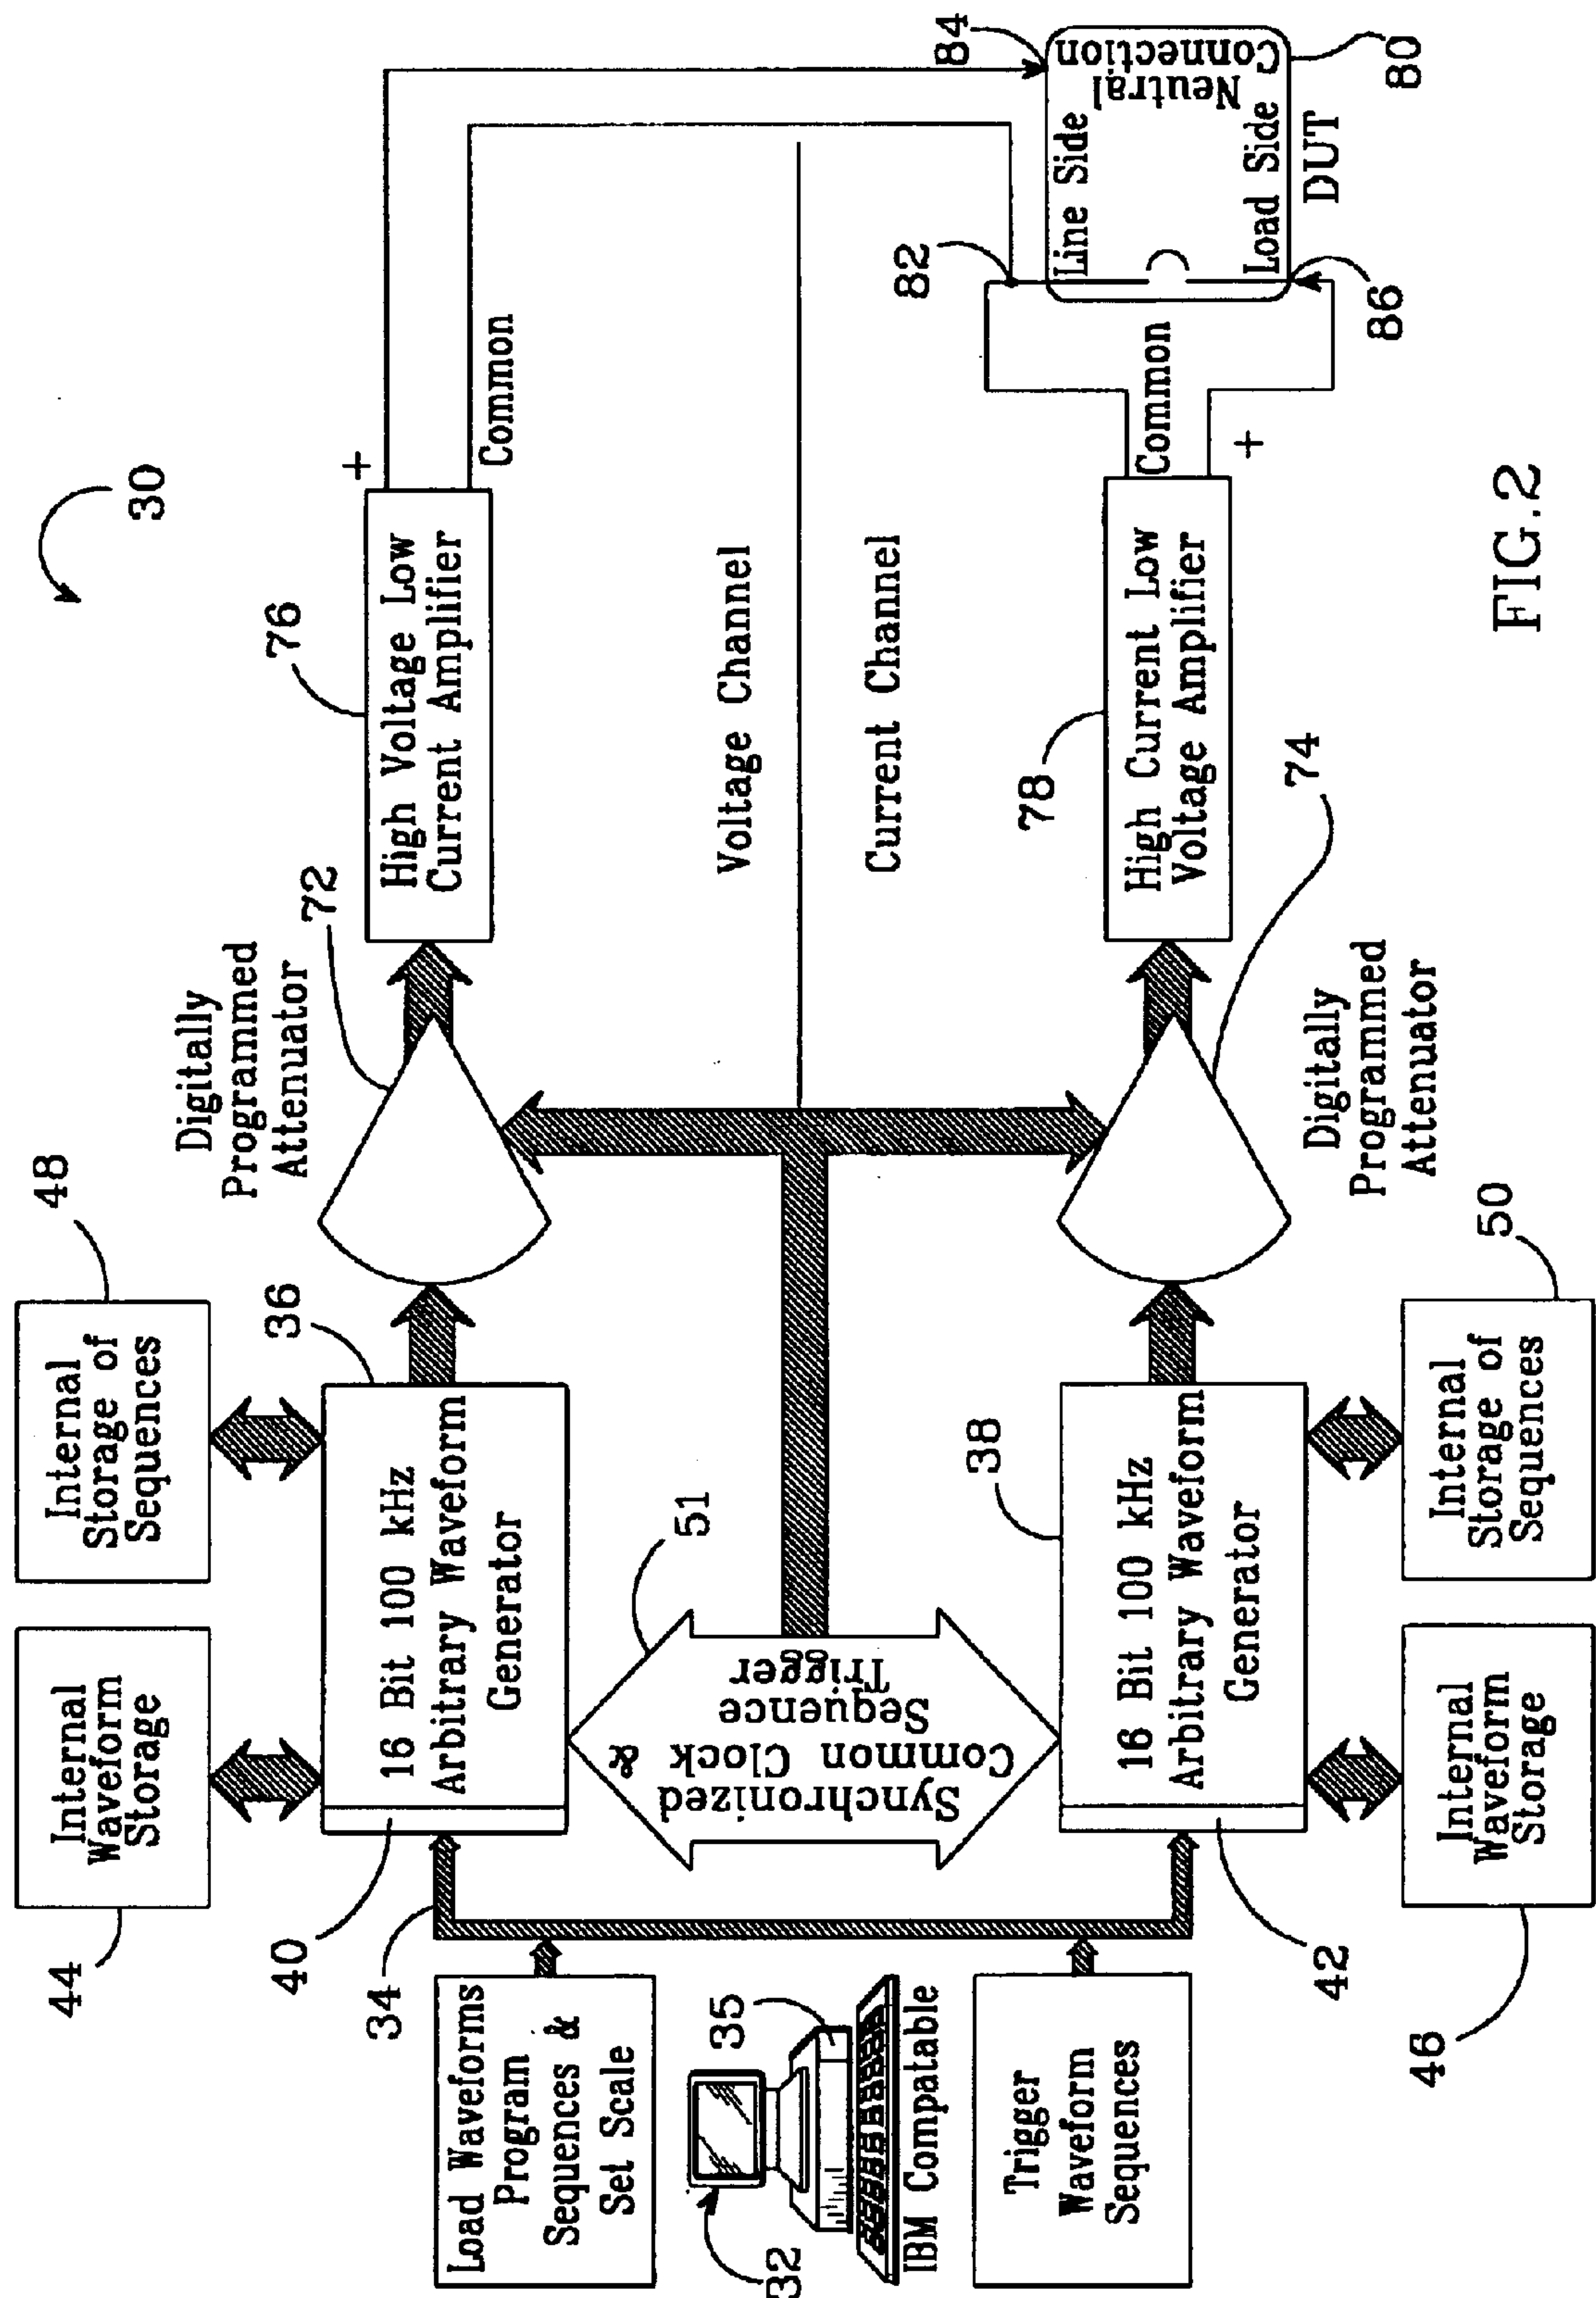 30
44
Internal
Waveform
Storage
48
Internal
Storage of
Sequences
Digitally
Programmed
Attenuator
72
76
High Voltage Low
Current Amplifier
+
Common
34
40
36
16 Bit 100 kHz
Arbitrary Waveform
Generator
Load Waveforms
Program
Sequences &
Set Scale
32
35
IBM Compatable
Trigger
Waveform
Sequences
Synchronized
Common Clock &
Sequence
Trigger
51
Voltage Channel
Current Channel
84
82
Line Side
Neutral
Connection
Load Side
80
DUT
86
42
38
16 Bit 100 kHz
Arbitrary Waveform
Generator
78
High Current Low
Voltage Amplifier
Common
+
74
Digitally
Programmed
Attenuator
46
Internal
Waveform
Storage
50
Internal
Storage of
Sequences
FIG.2